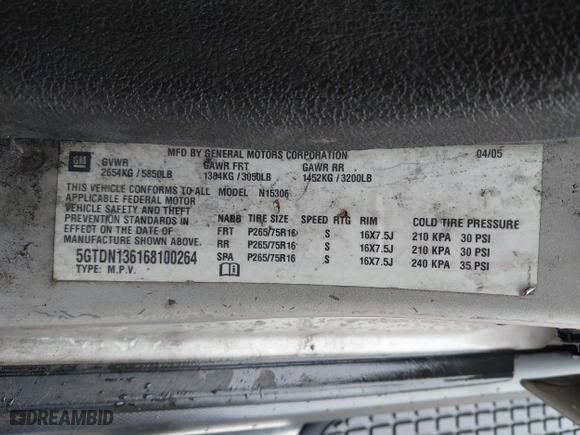 MFD BY GENERAL MOTORS CORPORATION 04/05
GM GVWR GAWR FRT GAWR RR
2654KG / 5850LB 1384KG / 3050LB 1452KG / 3200LB
THIS VEHICLE CONFORMS TO ALL MODEL N15306
APPLICABLE FEDERAL MOTOR
VEHICLE SAFETY AND THEFT
PREVENTION STANDARDS IN
EFFECT ON THE DATE OF
MANUFACTURE SHOWN ABOVE.
5GTDN136168100264
TYPE: M.P.V.
NABB TIRE SIZE SPEED RTG RIM COLD TIRE PRESSURE
FRT P265/75R16 S 16X7.5J 210 KPA 30 PSI
RR P265/75R16 S 16X7.5J 210 KPA 30 PSI
SPA P265/75R16 S 16X7.5J 240 KPA 35 PSI
DREAMBID